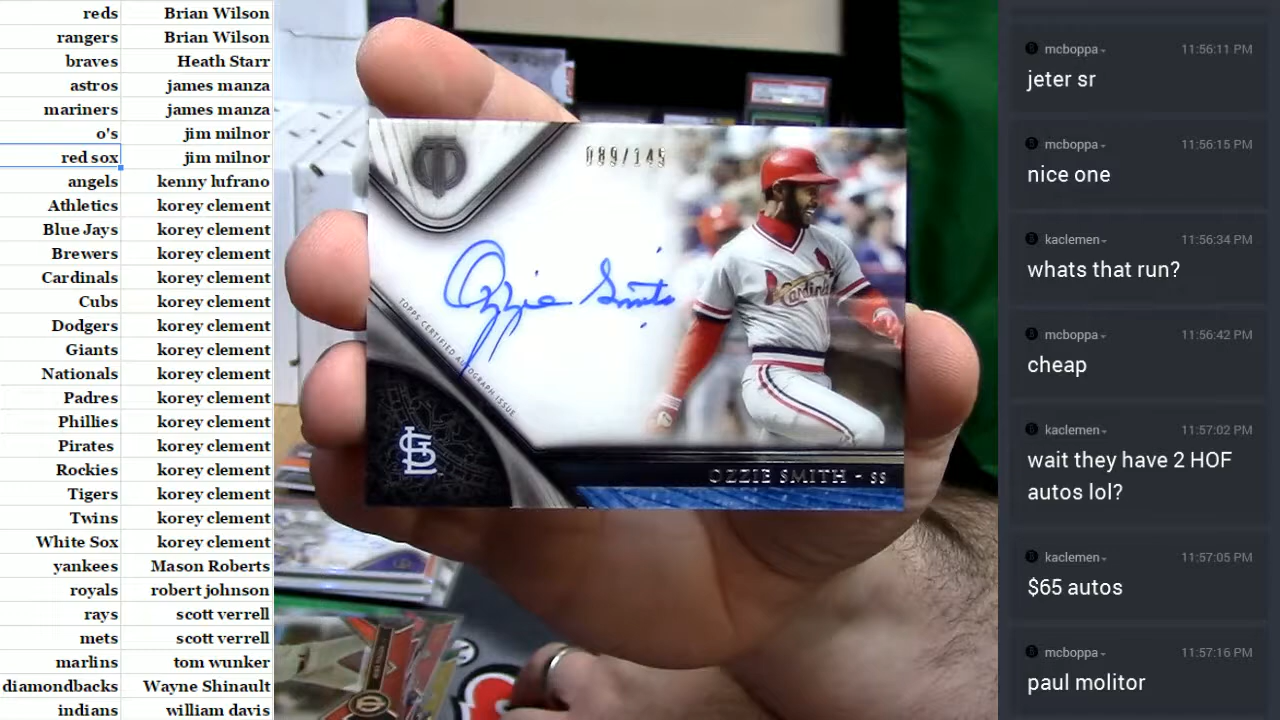 reds Brian Wilson
rangers Brian Wilson
braves Heath Starr
astros james manza
mariners james manza
o's jim milnor
red sox jim milnor
angels kenny lufrano
Athletics korey clement
Blue Jays korey clement
Brewers korey clement
Cardinals korey clement
Cubs korey clement
Dodgers korey clement
Giants korey clement
Nationals korey clement
Padres korey clement
Phillies korey clement
Pirates korey clement
Rockies korey clement
Tigers korey clement
Twins korey clement
White Sox korey clement
yankees Mason Roberts
royals robert johnson
rays scott verrell
mets scott verrell
marlins tom wunker
diamondbacks Wayne Shinault
indians william davis
089/145
Ozzie Smith
Cardinals
TOPPS CERTIFIED AUTOGRAPH ISSUE
STL
OZZIE SMITH - SS
mcboppa 11:56:11 PM
jeter sr
mcboppa 11:56:15 PM
nice one
kaclemen 11:56:34 PM
whats that run?
mcboppa 11:56:42 PM
cheap
kaclemen 11:57:02 PM
wait they have 2 HOF
autos lol?
kaclemen 11:57:05 PM
$65 autos
mcboppa 11:57:16 PM
paul molitor